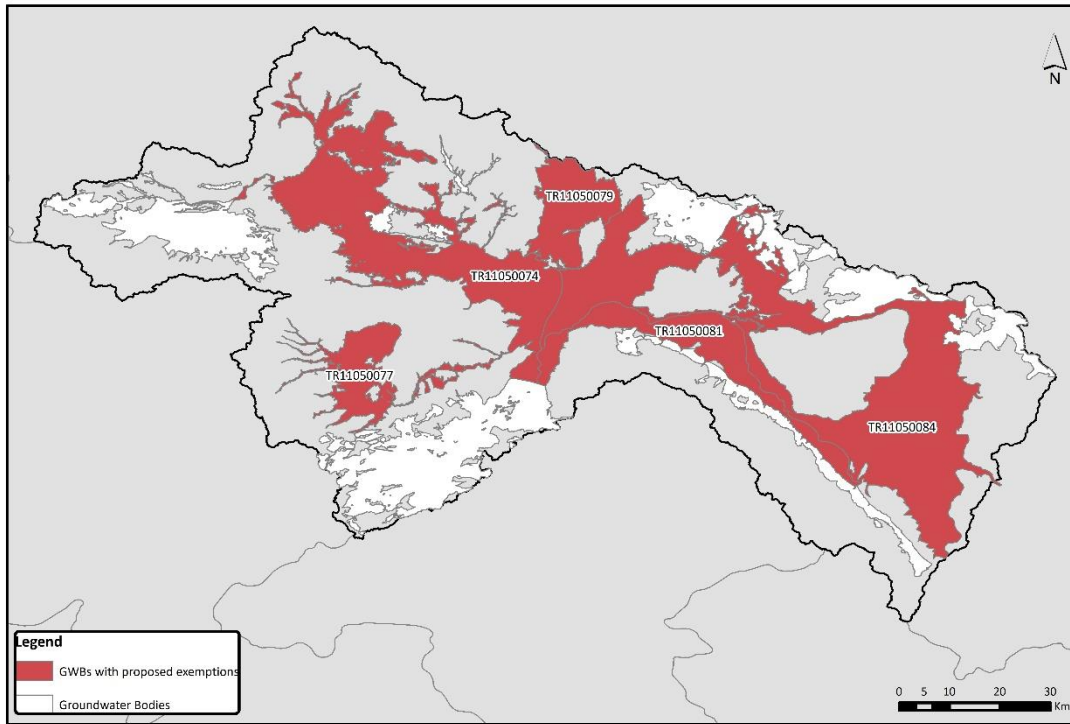 N
TR11050079
TR11050074
TR11050081
TR11050077
TR11050084
Legend
GWBs with proposed exemptions
Groundwater Bodies
0 5 10 20 30
Km